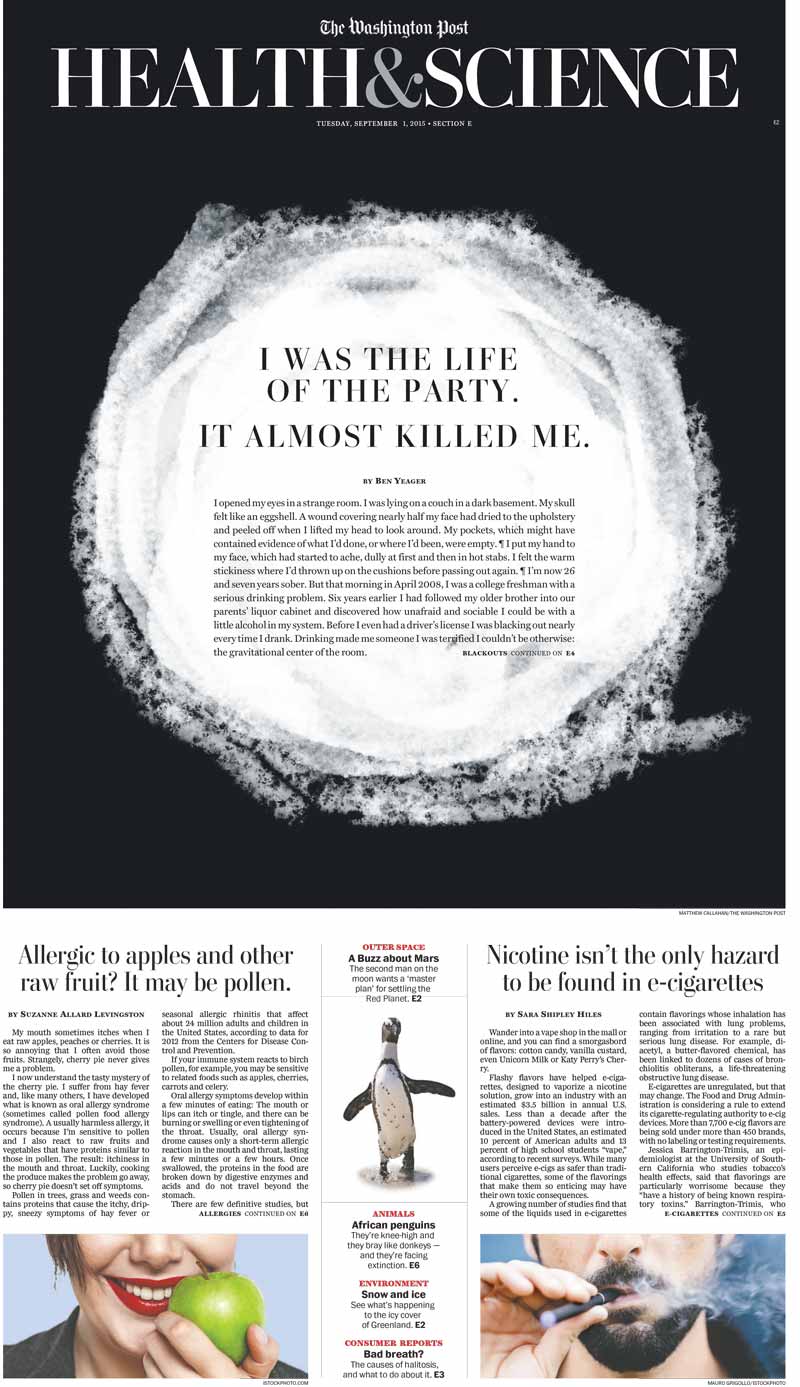 The Washington Post
HEALTH&SCIENCE
TUESDAY, SEPTEMBER 1, 2015 • SECTION E
EZ
I WAS THE LIFE
OF THE PARTY.
IT ALMOST KILLED ME.
BY BEN YEAGER
I opened my eyes in a strange room. I was lying on a couch in a dark basement. My skull
felt like an eggshell. A wound covering nearly half my face had dried to the upholstery
and peeled off when I lifted my head to look around. My pockets, which might have
contained evidence of what I'd done, or where I'd been, were empty. ¶ I put my hand to
my face, which had started to ache, dully at first and then in hot stabs. I felt the warm
stickiness where I'd thrown up on the cushions before passing out again. ¶ I'm now 26
and seven years sober. But that morning in April 2008, I was a college freshman with a
serious drinking problem. Six years earlier I had followed my older brother into our
parents' liquor cabinet and discovered how unafraid and sociable I could be with a
little alcohol in my system. Before I even had a driver's license I was blacking out nearly
every time I drank. Drinking made me someone I was terrified I couldn't be otherwise:
the gravitational center of the room.
BLACKOUTS CONTINUED ON E4
MATTHEW CALLAHAN/THE WASHINGTON POST
Allergic to apples and other
raw fruit? It may be pollen.
BY SUZANNE ALLARD LEVINGSTON
My mouth sometimes itches when I
eat raw apples, peaches or cherries. It is
so annoying that I often avoid those
fruits. Strangely, cherry pie never gives
me a problem.
I now understand the tasty mystery of
the cherry pie. I suffer from hay fever
and, like many others, I have developed
what is known as oral allergy syndrome
(sometimes called pollen food allergy
syndrome). A usually harmless allergy, it
occurs because I'm sensitive to pollen
and I also react to raw fruits and
vegetables that have proteins similar to
those in pollen. The result: itchiness in
the mouth and throat. Luckily, cooking
the produce makes the problem go away,
so cherry pie doesn't set off symptoms.
Pollen in trees, grass and weeds con-
tains proteins that cause the itchy, drip-
py, sneezy symptoms of hay fever or
seasonal allergic rhinitis that affect
about 24 million adults and children in
the United States, according to data for
2012 from the Centers for Disease Con-
trol and Prevention.
If your immune system reacts to birch
pollen, for example, you may be sensitive
to related foods such as apples, cherries,
carrots and celery.
Oral allergy symptoms develop within
a few minutes of eating: The mouth or
lips can itch or tingle, and there can be
burning or swelling or even tightening of
the throat. Usually, oral allergy syn-
drome causes only a short-term allergic
reaction in the mouth and throat, lasting
a few minutes or a few hours. Once
swallowed, the proteins in the food are
broken down by digestive enzymes and
acids and do not travel beyond the
stomach.
There are few definitive studies, but
ALLERGIES CONTINUED ON E6
ISTOCKPHOTO.COM
OUTER SPACE
A Buzz about Mars
The second man on the
moon wants a 'master
plan' for settling the
Red Planet. E2
ANIMALS
African penguins
They're knee-high and
they bray like donkeys —
and they're facing
extinction. E6
ENVIRONMENT
Snow and ice
See what's happening
to the icy cover
of Greenland. E2
CONSUMER REPORTS
Bad breath?
The causes of halitosis,
and what to do about it. E3
Nicotine isn't the only hazard
to be found in e-cigarettes
BY SARA SHIPLEY HILES
Wander into a vape shop in the mall or
online, and you can find a smorgasbord
of flavors: cotton candy, vanilla custard,
even Unicorn Milk or Katy Perry's Cher-
ry.
Flashy flavors have helped e-ciga-
rettes, designed to vaporize a nicotine
solution, grow into an industry with an
estimated $3.5 billion in annual U.S.
sales. Less than a decade after the
battery-powered devices were intro-
duced in the United States, an estimated
10 percent of American adults and 13
percent of high school students "vape,"
according to recent surveys. While many
users perceive e-cigs as safer than tradi-
tional cigarettes, some of the flavorings
that make them so enticing may have
their own toxic consequences.
A growing number of studies find that
some of the liquids used in e-cigarettes
contain flavorings whose inhalation has
been associated with lung problems,
ranging from irritation to a rare but
serious lung disease. For example, di-
acetyl, a butter-flavored chemical, has
been linked to dozens of cases of bron-
chiolitis obliterans, a life-threatening
obstructive lung disease.
E-cigarettes are unregulated, but that
may change. The Food and Drug Admin-
istration is considering a rule to extend
its cigarette-regulating authority to e-cig
devices. More than 7,700 e-cig flavors are
being sold under more than 450 brands,
with no labeling or testing requirements.
Jessica Barrington-Trimis, an epi-
demiologist at the University of South-
ern California who studies tobacco's
health effects, said that flavorings are
particularly worrisome because they
"have a history of being known respira-
tory toxins." Barrington-Trimis, who
E-CIGARETTES CONTINUED ON E5
MAURO GRIGOLLO/ISTOCKPHOTO